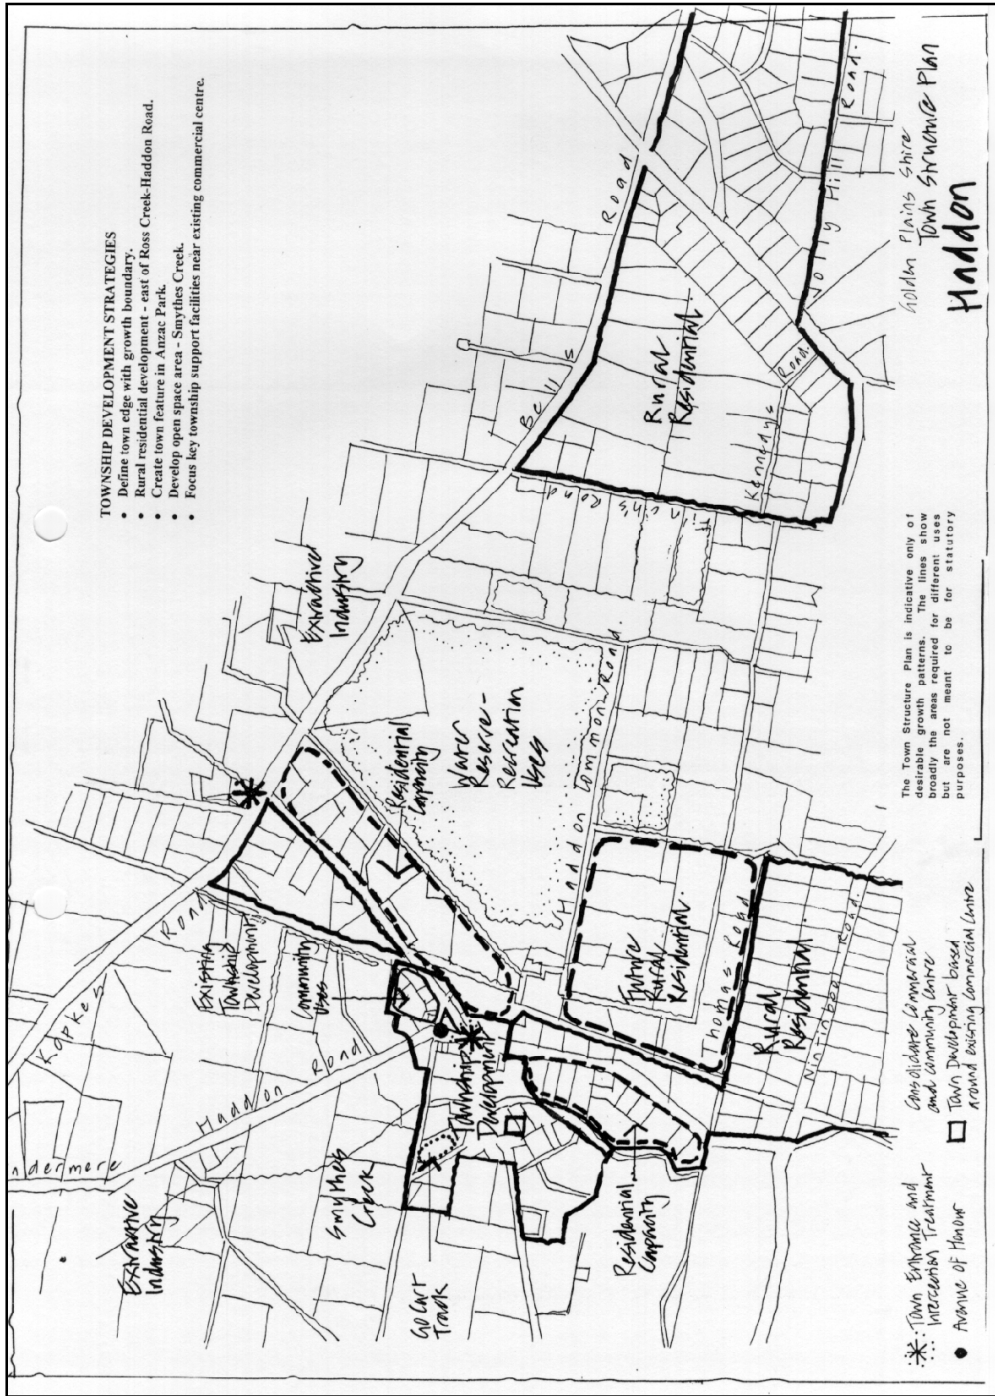 TOWNSHIP DEVELOPMENT STRATEGIES
• Define town edge with growth boundary.
• Rural residential development - east of Ross Creek-Haddon Road.
• Create town feature in Anzac Park.
• Develop open space area - Smythes Creek.
• Focus key township support facilities near existing commercial centre.
ndermere
Haddon Road
Kopkes Road
Bells Road
Extractive
Industry
Extractive
Industry
Existing
Township
Development
Community
Uses
Smythes
Creek
Go Cart
Track
Township
Development
Residential
Capacity
Residential
Capacity
Water
Reserve-
Recreation
Uses
Haddon Common Road
Finch's Road
Kennedys Road
Jolly Hill Road.
Rural
Residential
Future
Rural
Residential
Thomas Road
Rural
Residential
Nintingbool Road
The Town Structure Plan is indicative only of
desirable growth patterns. The lines show
broadly the areas required for different uses
but are not meant to be for statutory
purposes.
Town Entrance and
Intersection Treatment
Avenue of Honour
Consolidate Commercial
and community Centre
Town Development based
around existing Commercial Centre
Golden Plains Shire
Town Structure Plan
Haddon